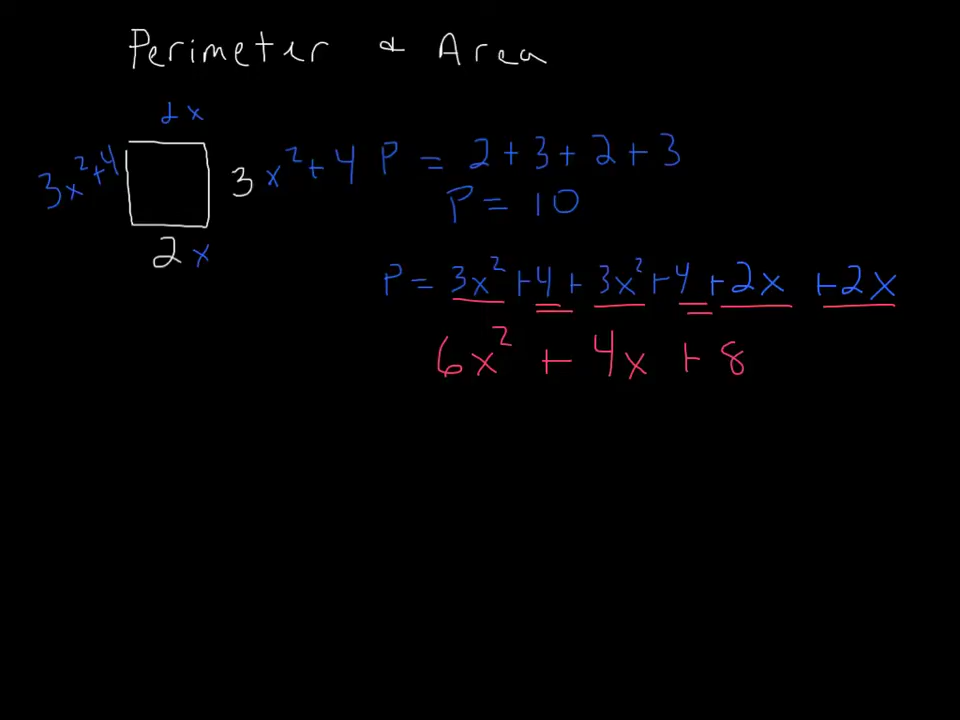 Perimeter & Area
2x
3x²+4
3x²+4
2x
P = 2+3+2+3
P = 10
P = 3x²+4+3x²+4+2x+2x
6x² + 4x + 8